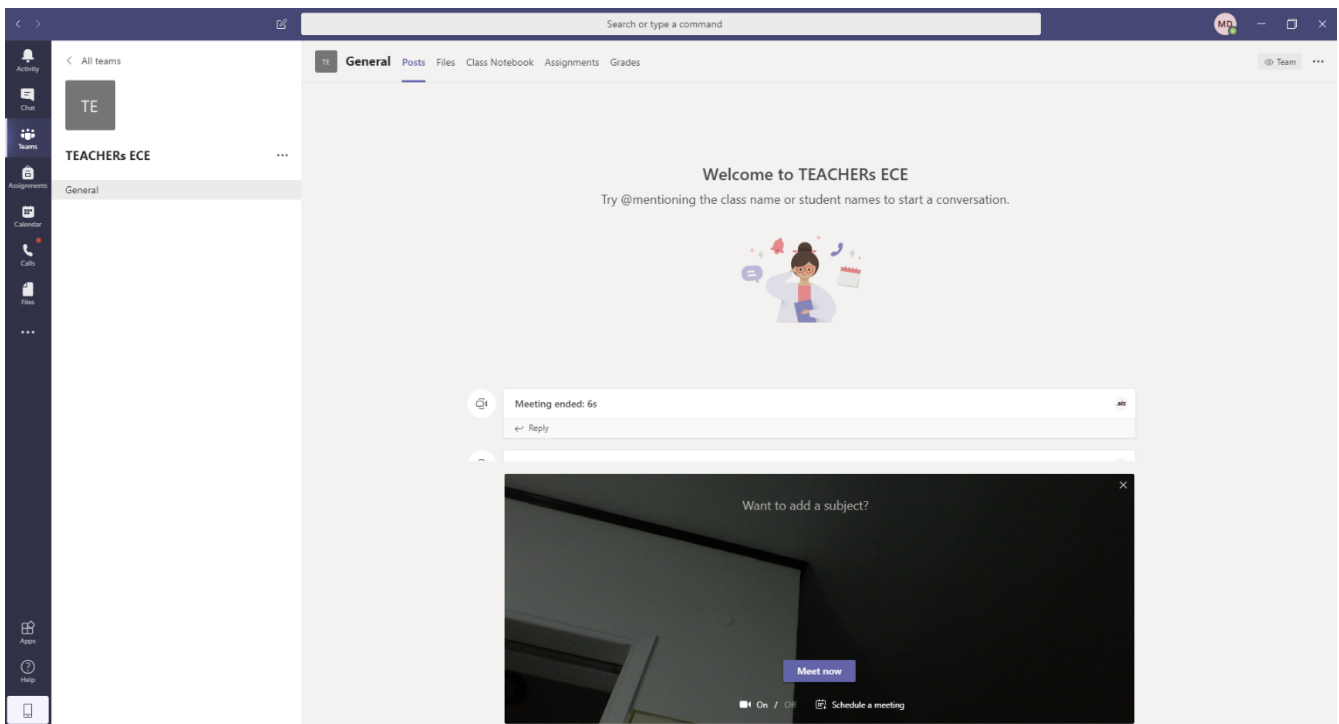 Search or type a command
MD
Activity
Chat
Teams
Assignments
Calendar
Calls
Files
Apps
Help
All teams
TE
TEACHERs ECE
General
TE General Posts Files Class Notebook Assignments Grades
Team
Welcome to TEACHERs ECE
Try @mentioning the class name or student names to start a conversation.
Meeting ended: 6s
Reply
Want to add a subject?
Meet now
On / Off Schedule a meeting